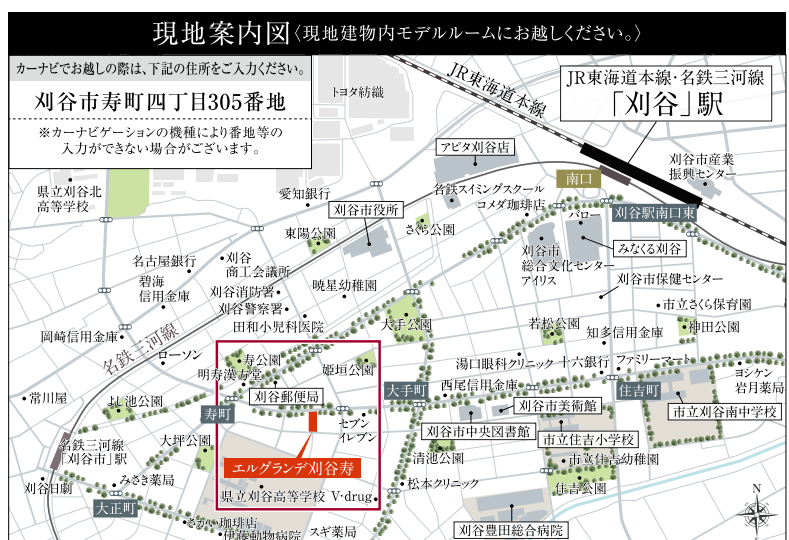 現地案内図〈現地建物内モデルルームにお越しください。〉
カーナビでお越しの際は、下記の住所をご入力ください。
刈谷市寿町四丁目305番地
※カーナビゲーションの機種により番地等の
入力ができない場合がございます。
トヨタ紡織
JR東海道本線
JR東海道本線・名鉄三河線
「刈谷」駅
アピタ刈谷店
南口
刈谷市産業
振興センター
県立刈谷北
高等学校
愛知銀行
刈谷市役所
名鉄スイミングスクール
コメダ珈琲店
バロー
刈谷駅南口東
東陽公園
さくら公園
みなくる刈谷
名古屋銀行
刈谷
商工会議所
刈谷市
総合文化センター
アイリス
碧海
信用金庫
刈谷消防署
暁星幼稚園
刈谷市保健センター
刈谷警察署
市立さくら保育園
田和小児科医院
大手公園
若松公園
知多信用金庫
神田公園
岡崎信用金庫
名鉄三河線
ローソン
寿公園
姫垣公園
明寿漢方堂
湯口眼科クリニック
十六銀行
ファミリーマート
ヨシケン
岩月薬局
刈谷郵便局
大手町
西尾信用金庫
住吉町
常川屋
よし池公園
寿町
セブン
イレブン
刈谷市美術館
市立刈谷南中学校
刈谷市中央図書館
市立住吉小学校
名鉄三河線
「刈谷市」駅
大坪公園
エルグランデ刈谷寿
清池公園
市立住吉幼稚園
刈谷日劇
みさき薬局
県立刈谷高等学校
V・drug
松本クリニック
住吉公園
大正町
さかい珈琲店
伊藤動物病院
スギ薬局
刈谷豊田総合病院
N